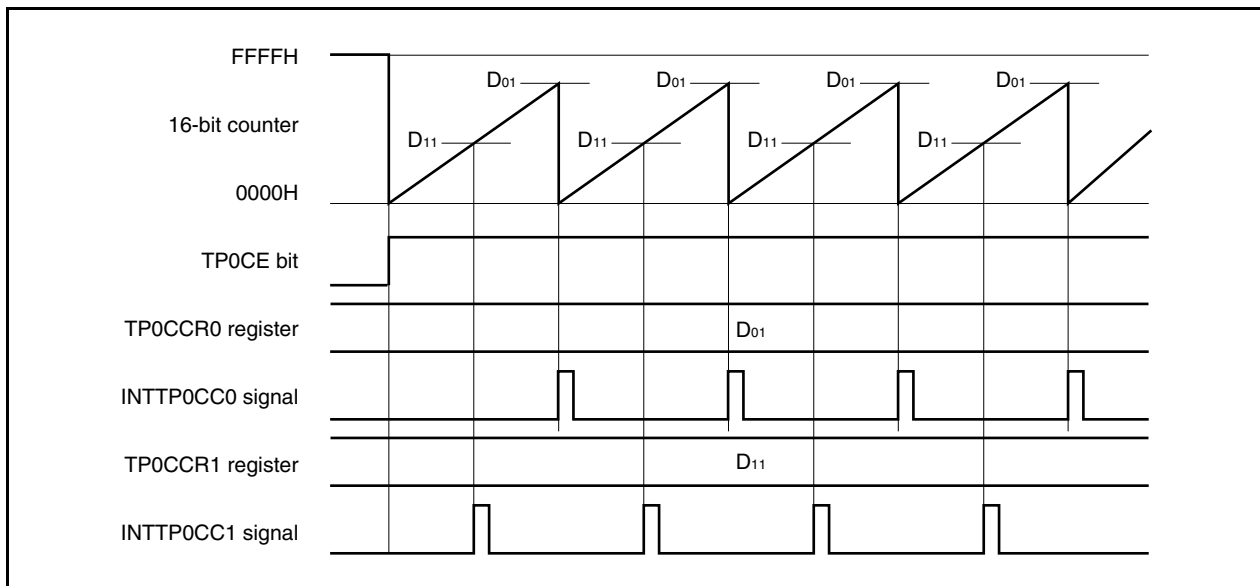 FFFFH
D01 D01 D01 D01
16-bit counter
D11 D11 D11 D11
0000H
TP0CE bit
TP0CCR0 register
D01
INTTP0CC0 signal
TP0CCR1 register
D11
INTTP0CC1 signal